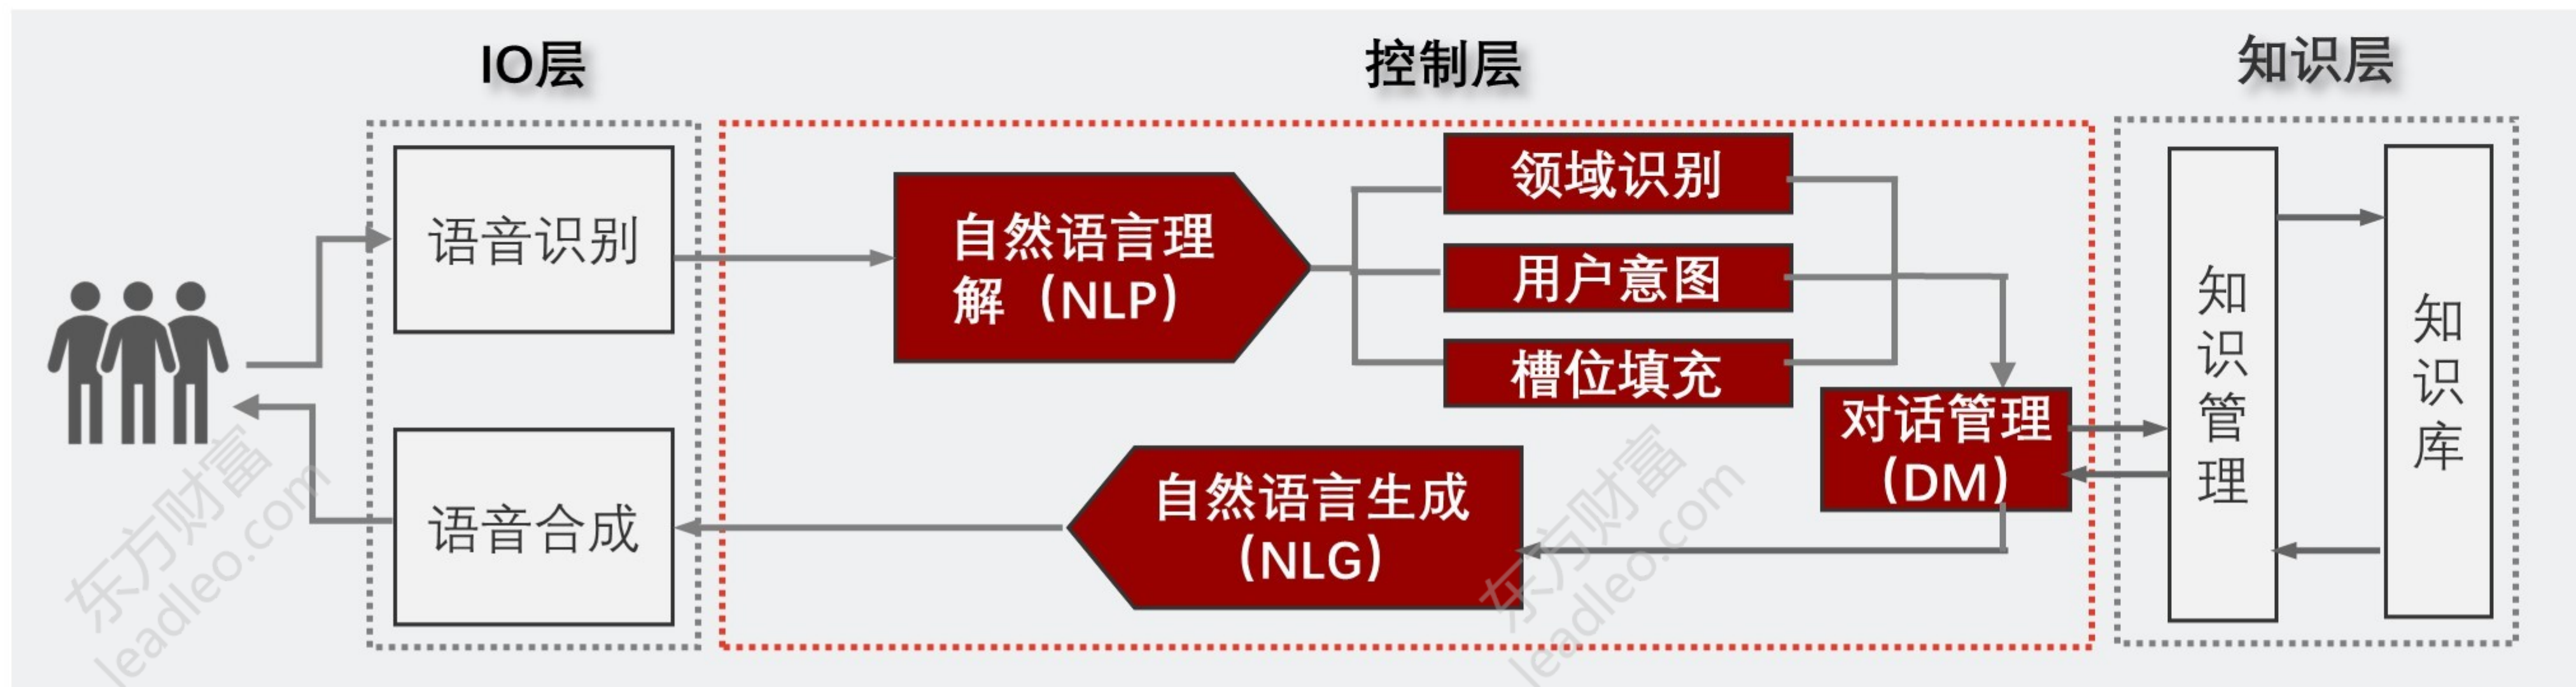 IO层
控制层
知识层
语音识别
自然语言理
解（NLP）
领域识别
用户意图
槽位填充
对话管理
（DM）
知识管理
知识库
语音合成
自然语言生成
（NLG）
东方财富
leadleo.com
东方财富
leadleo.com